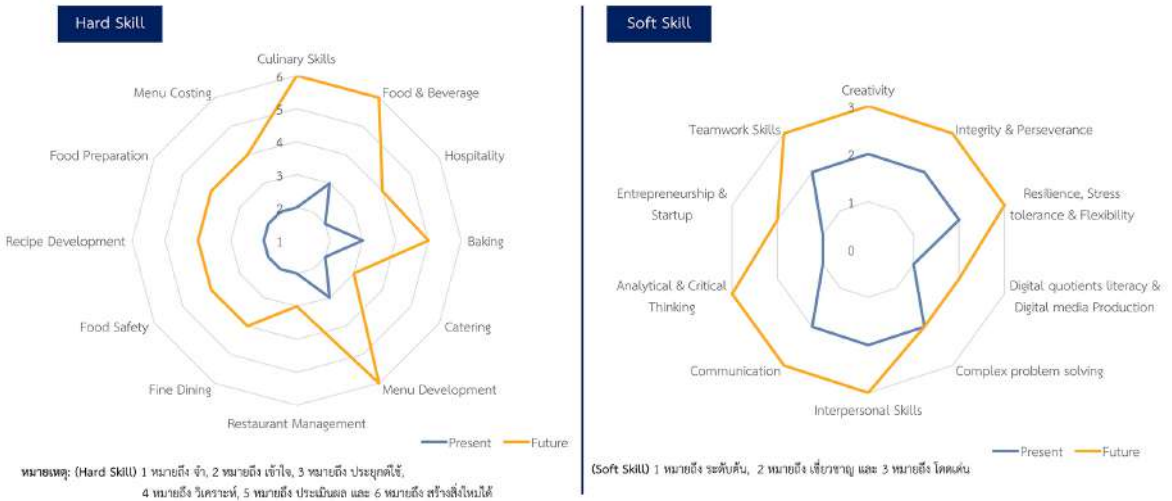 Hard Skill
Culinary Skills
Food & Beverage
Hospitality
Baking
Catering
Menu Development
Restaurant Management
Fine Dining
Food Safety
Recipe Development
Food Preparation
Menu Costing
6
5
4
3
2
1
Present
Future
หมายเหตุ: (Hard Skill) 1 หมายถึง จำ, 2 หมายถึง เข้าใจ, 3 หมายถึง ประยุกต์ใช้,
4 หมายถึง วิเคราะห์, 5 หมายถึง ประเมินผล และ 6 หมายถึง สร้างสิ่งใหม่ได้
Soft Skill
Creativity
Integrity & Perseverance
Resilience, Stress
tolerance & Flexibility
Digital quotients literacy &
Digital media Production
Complex problem solving
Interpersonal Skills
Communication
Analytical & Critical
Thinking
Entrepreneurship &
Startup
Teamwork Skills
3
2
1
0
Present
Future
(Soft Skill) 1 หมายถึง ระดับต้น, 2 หมายถึง เชี่ยวชาญ และ 3 หมายถึง โดดเด่น